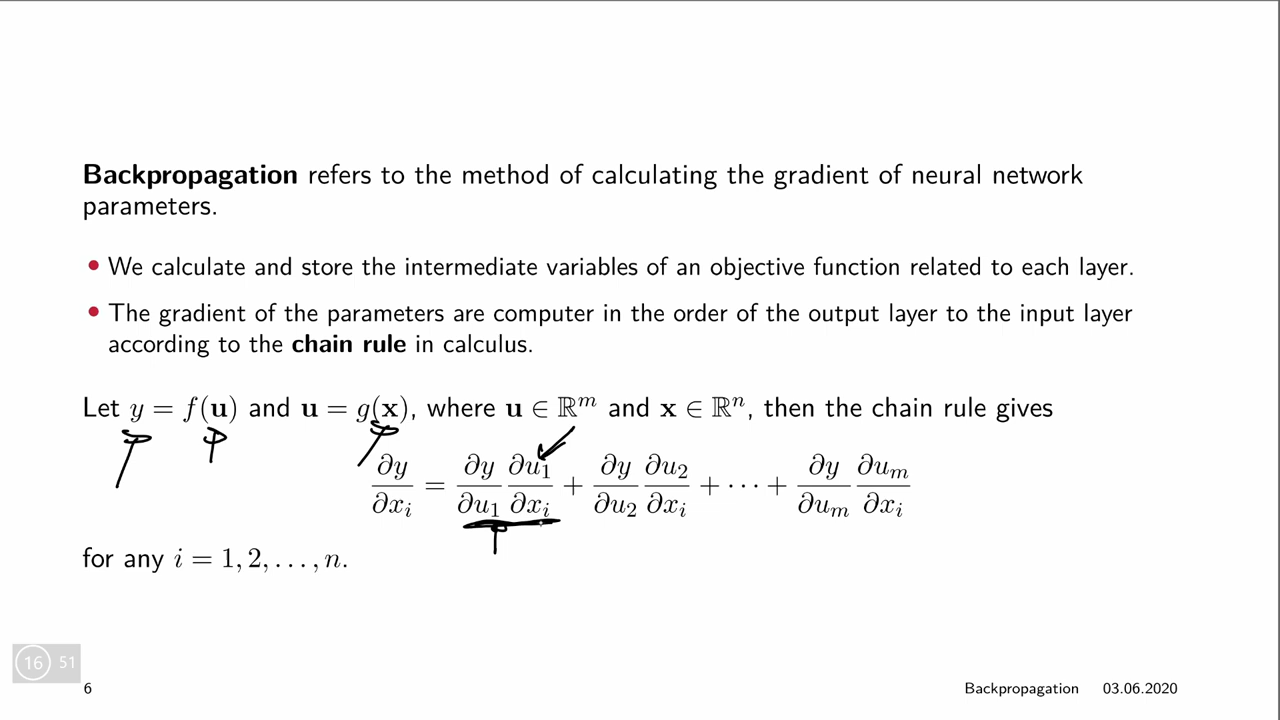 Backpropagation refers to the method of calculating the gradient of neural network
parameters.
• We calculate and store the intermediate variables of an objective function related to each layer.
• The gradient of the parameters are computer in the order of the output layer to the input layer
according to the chain rule in calculus.
Let y = f(u) and u = g(x), where u ∈ ℝ^m and x ∈ ℝ^n, then the chain rule gives
∂y/∂x_i = ∂y/∂u_1 ∂u_1/∂x_i + ∂y/∂u_2 ∂u_2/∂x_i + ··· + ∂y/∂u_m ∂u_m/∂x_i
for any i = 1, 2, . . . , n.
16 51
6 Backpropagation 03.06.2020